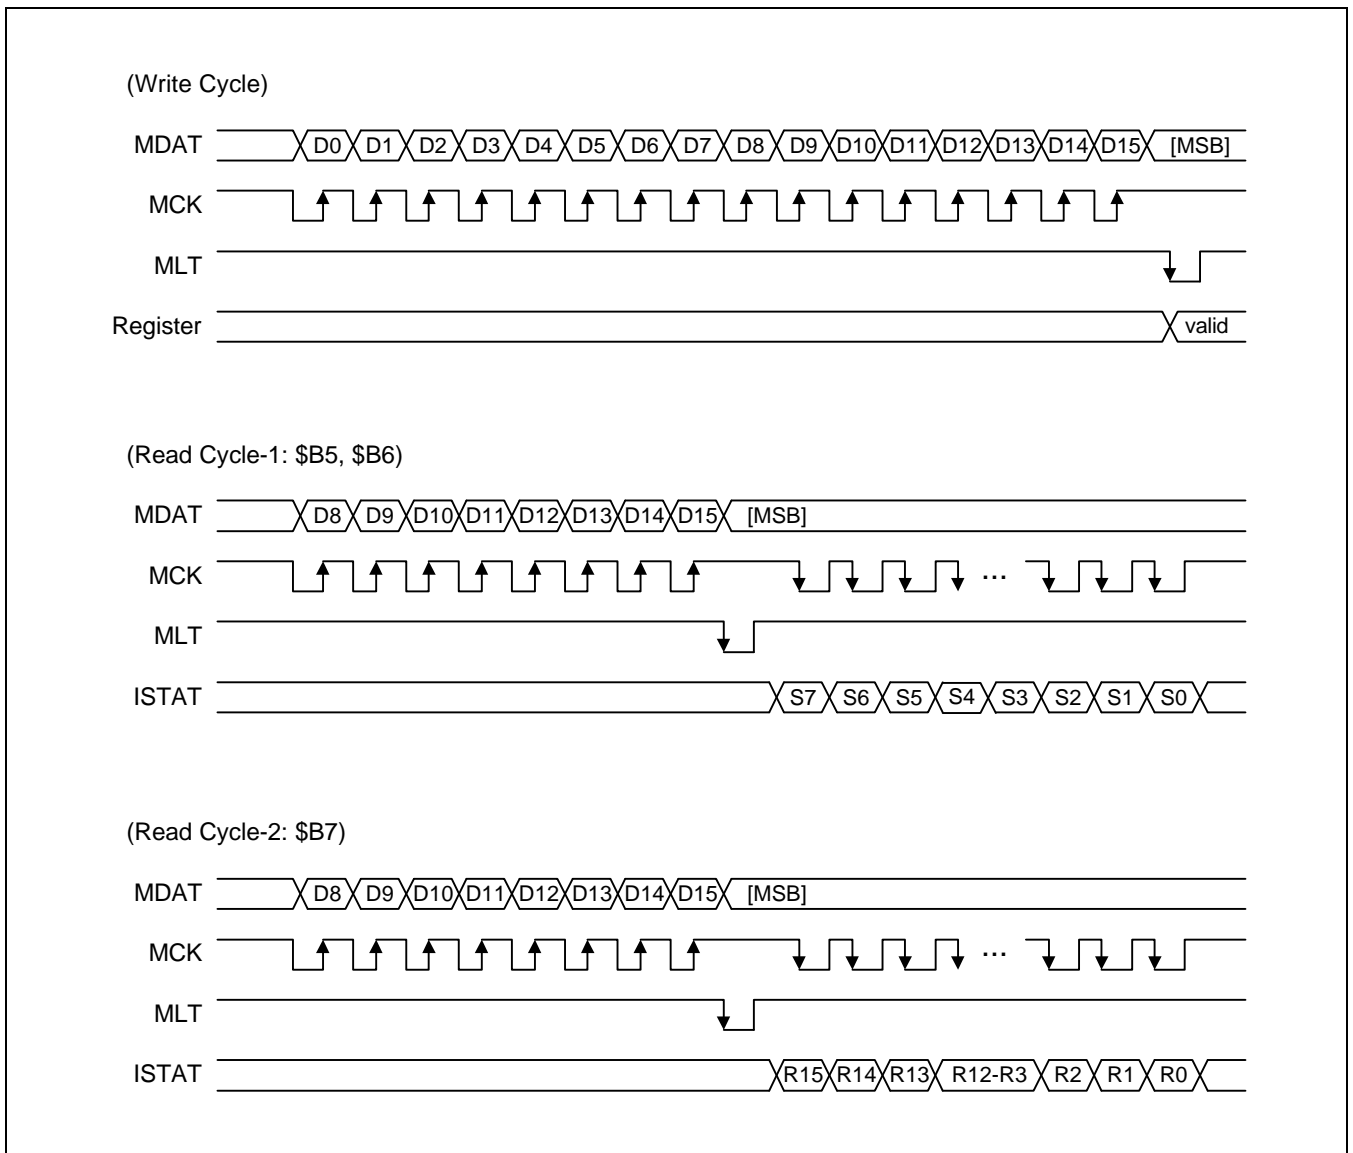 (Write Cycle)
MDAT D0 D1 D2 D3 D4 D5 D6 D7 D8 D9 D10 D11 D12 D13 D14 D15 [MSB]
MCK
MLT
Register valid
(Read Cycle-1: $B5, $B6)
MDAT D8 D9 D10 D11 D12 D13 D14 D15 [MSB]
MCK ...
MLT
ISTAT S7 S6 S5 S4 S3 S2 S1 S0
(Read Cycle-2: $B7)
MDAT D8 D9 D10 D11 D12 D13 D14 D15 [MSB]
MCK ...
MLT
ISTAT R15 R14 R13 R12-R3 R2 R1 R0